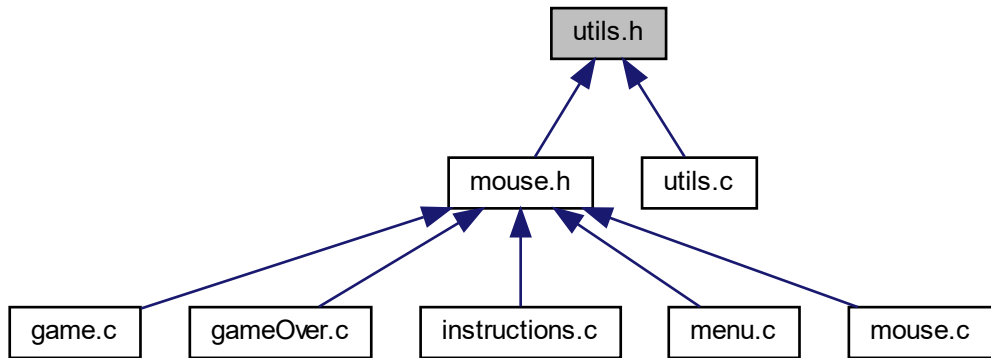 utils.h
mouse.h
utils.c
game.c
gameOver.c
instructions.c
menu.c
mouse.c